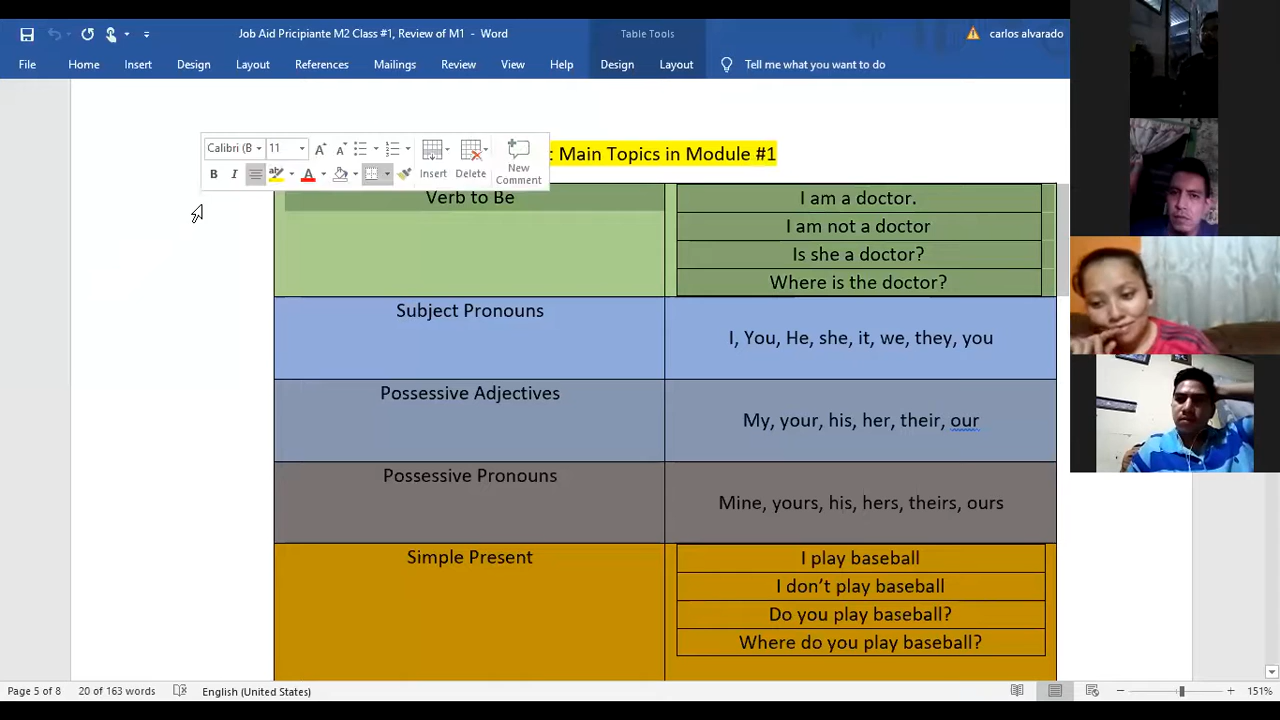 Job Aid Pricipiante M2 Class #1, Review of M1 - Word
Table Tools
carlos alvarado
File Home Insert Design Layout References Mailings Review View Help Design Layout Tell me what you want to do
Calibri (B 11
Insert Delete New Comment
: Main Topics in Module #1
Verb to Be
I am a doctor.
I am not a doctor
Is she a doctor?
Where is the doctor?
Subject Pronouns
I, You, He, she, it, we, they, you
Possessive Adjectives
My, your, his, her, their, our
Possessive Pronouns
Mine, yours, his, hers, theirs, ours
Simple Present
I play baseball
I don’t play baseball
Do you play baseball?
Where do you play baseball?
Page 5 of 8 20 of 163 words English (United States) 151%